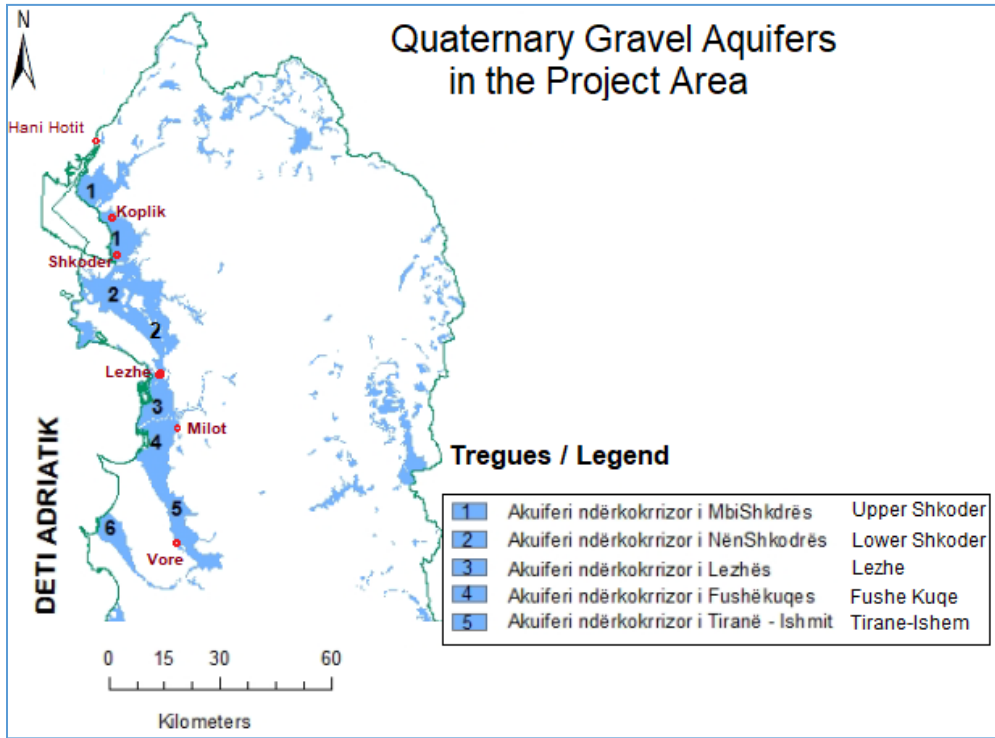 N
Quaternary Gravel Aquifers
in the Project Area
Hani Hotit
1
Koplik
1
Shkoder
2
2
Lezhe
3
Milot
4
5
6
Vore
DETI ADRIATIK
Tregues / Legend
1 Akuiferi ndërkokrrizor i MbiShkdrës Upper Shkoder
2 Akuiferi ndërkokrrizor i NënShkodrës Lower Shkoder
3 Akuiferi ndërkokrrizor i Lezhës Lezhe
4 Akuiferi ndërkokrrizor i Fushëkuqes Fushe Kuqe
5 Akuiferi ndërkokrrizor i Tiranë - Ishmit Tirane-Ishem
0 15 30 60
Kilometers